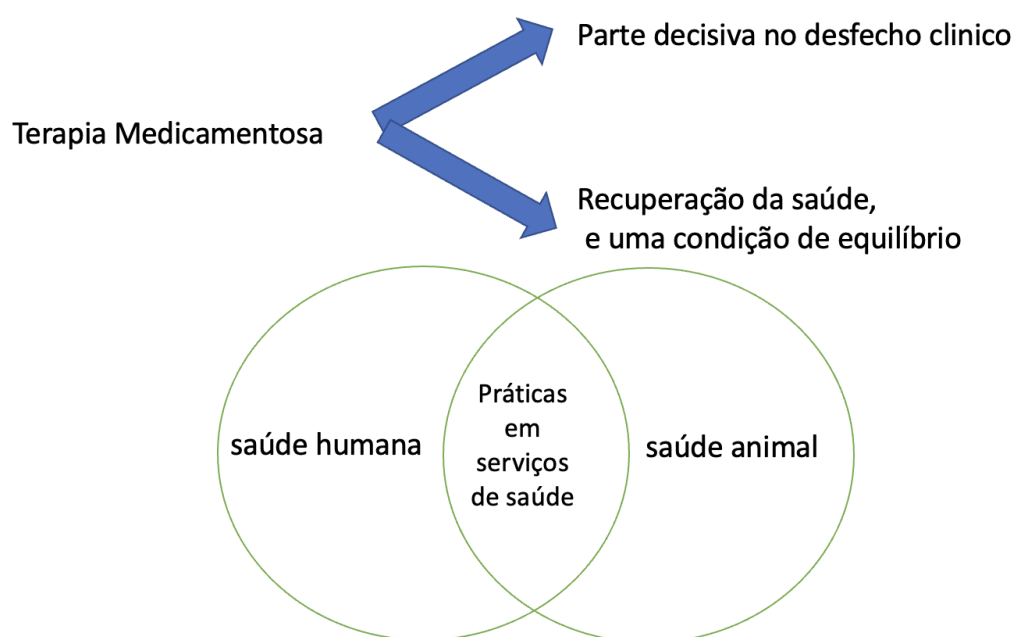 Parte decisiva no desfecho clinico
Terapia Medicamentosa
Recuperação da saúde,
e uma condição de equilíbrio
saúde humana
Práticas
em
serviços
de saúde
saúde animal